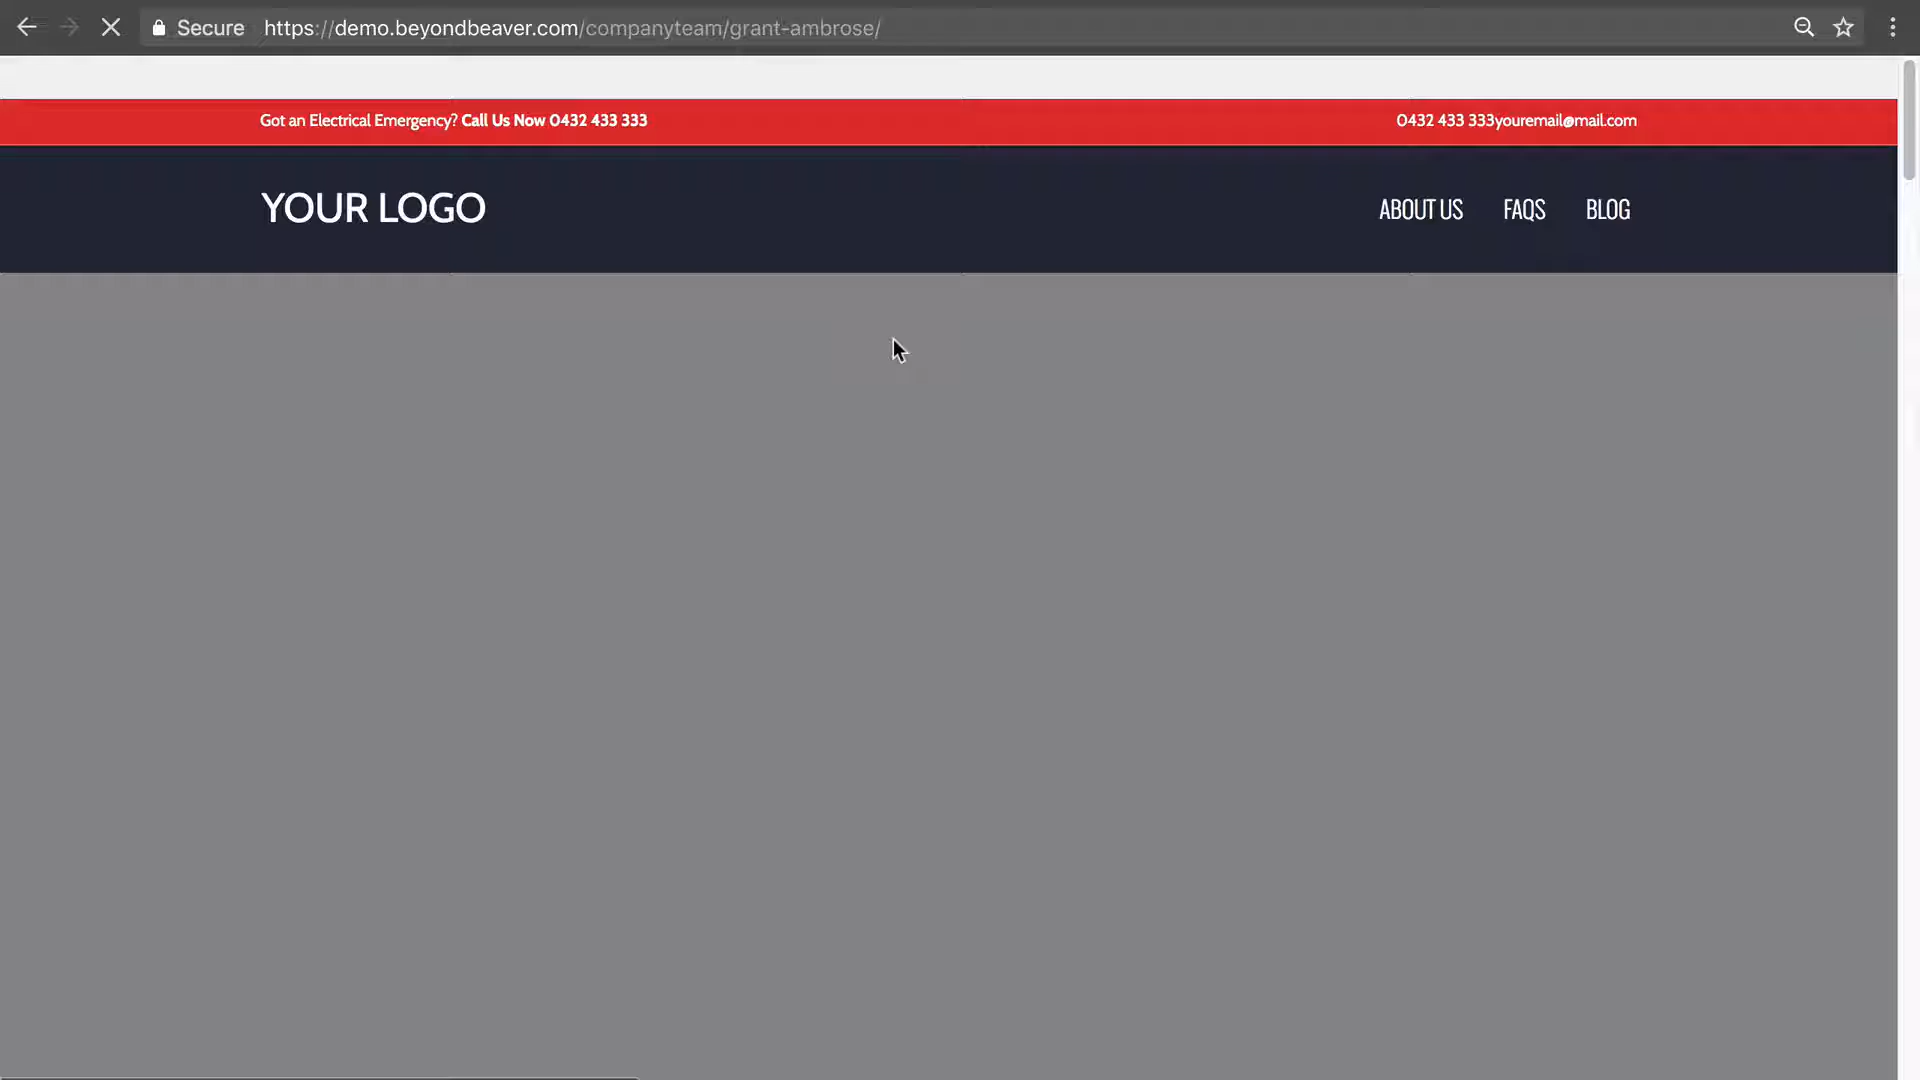 Secure https://demo.beyondbeaver.com/companyteam/grant-ambrose/
Got an Electrical Emergency? Call Us Now 0432 433 333
0432 433 333youremail@mail.com
YOUR LOGO
ABOUT US FAQS BLOG